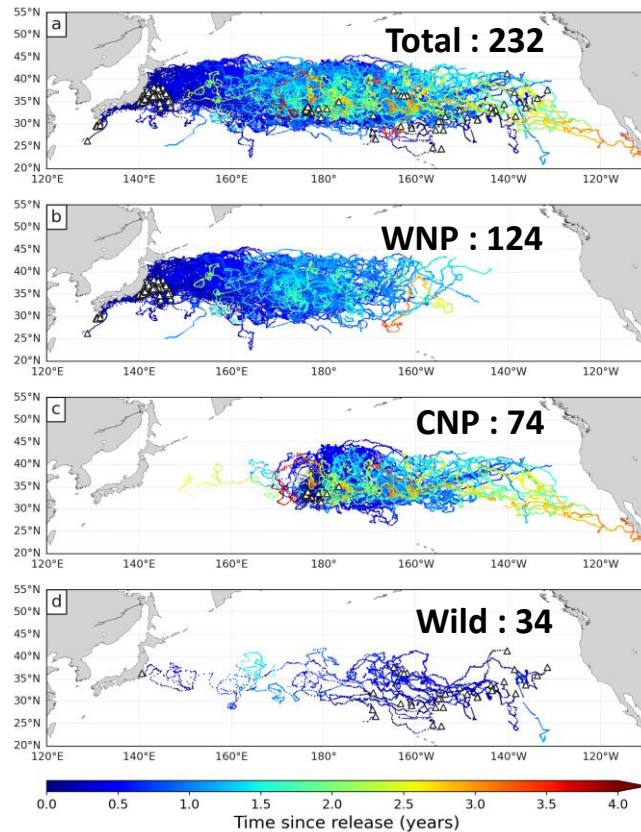 55°N
a
Total : 232
50°N
45°N
40°N
35°N
30°N
25°N
20°N
120°E 140°E 160°E 180° 160°W 140°W 120°W
55°N
b
WNP : 124
50°N
45°N
40°N
35°N
30°N
25°N
20°N
120°E 140°E 160°E 180° 160°W 140°W 120°W
55°N
c
CNP : 74
50°N
45°N
40°N
35°N
30°N
25°N
20°N
120°E 140°E 160°E 180° 160°W 140°W 120°W
55°N
d
Wild : 34
50°N
45°N
40°N
35°N
30°N
25°N
20°N
120°E 140°E 160°E 180° 160°W 140°W 120°W
0.0 0.5 1.0 1.5 2.0 2.5 3.0 3.5 4.0
Time since release (years)